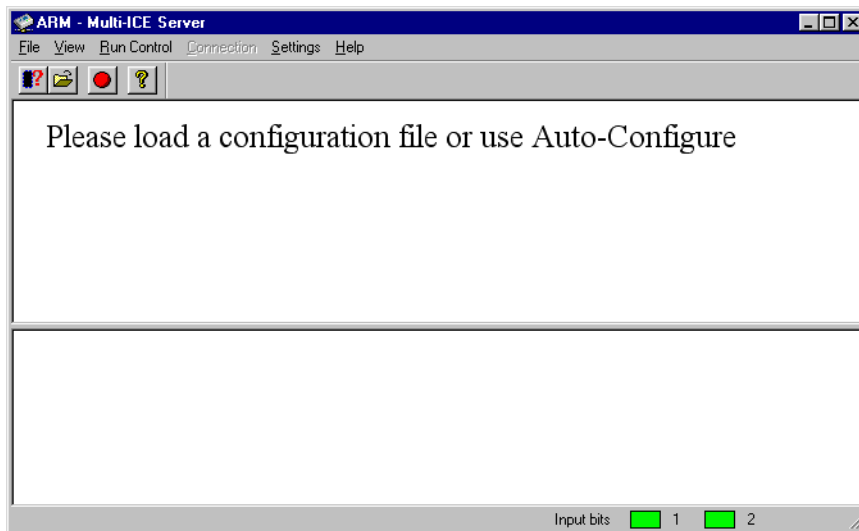 ARM - Multi-ICE Server
File View Run Control Connection Settings Help
Please load a configuration file or use Auto-Configure
Input bits 1 2